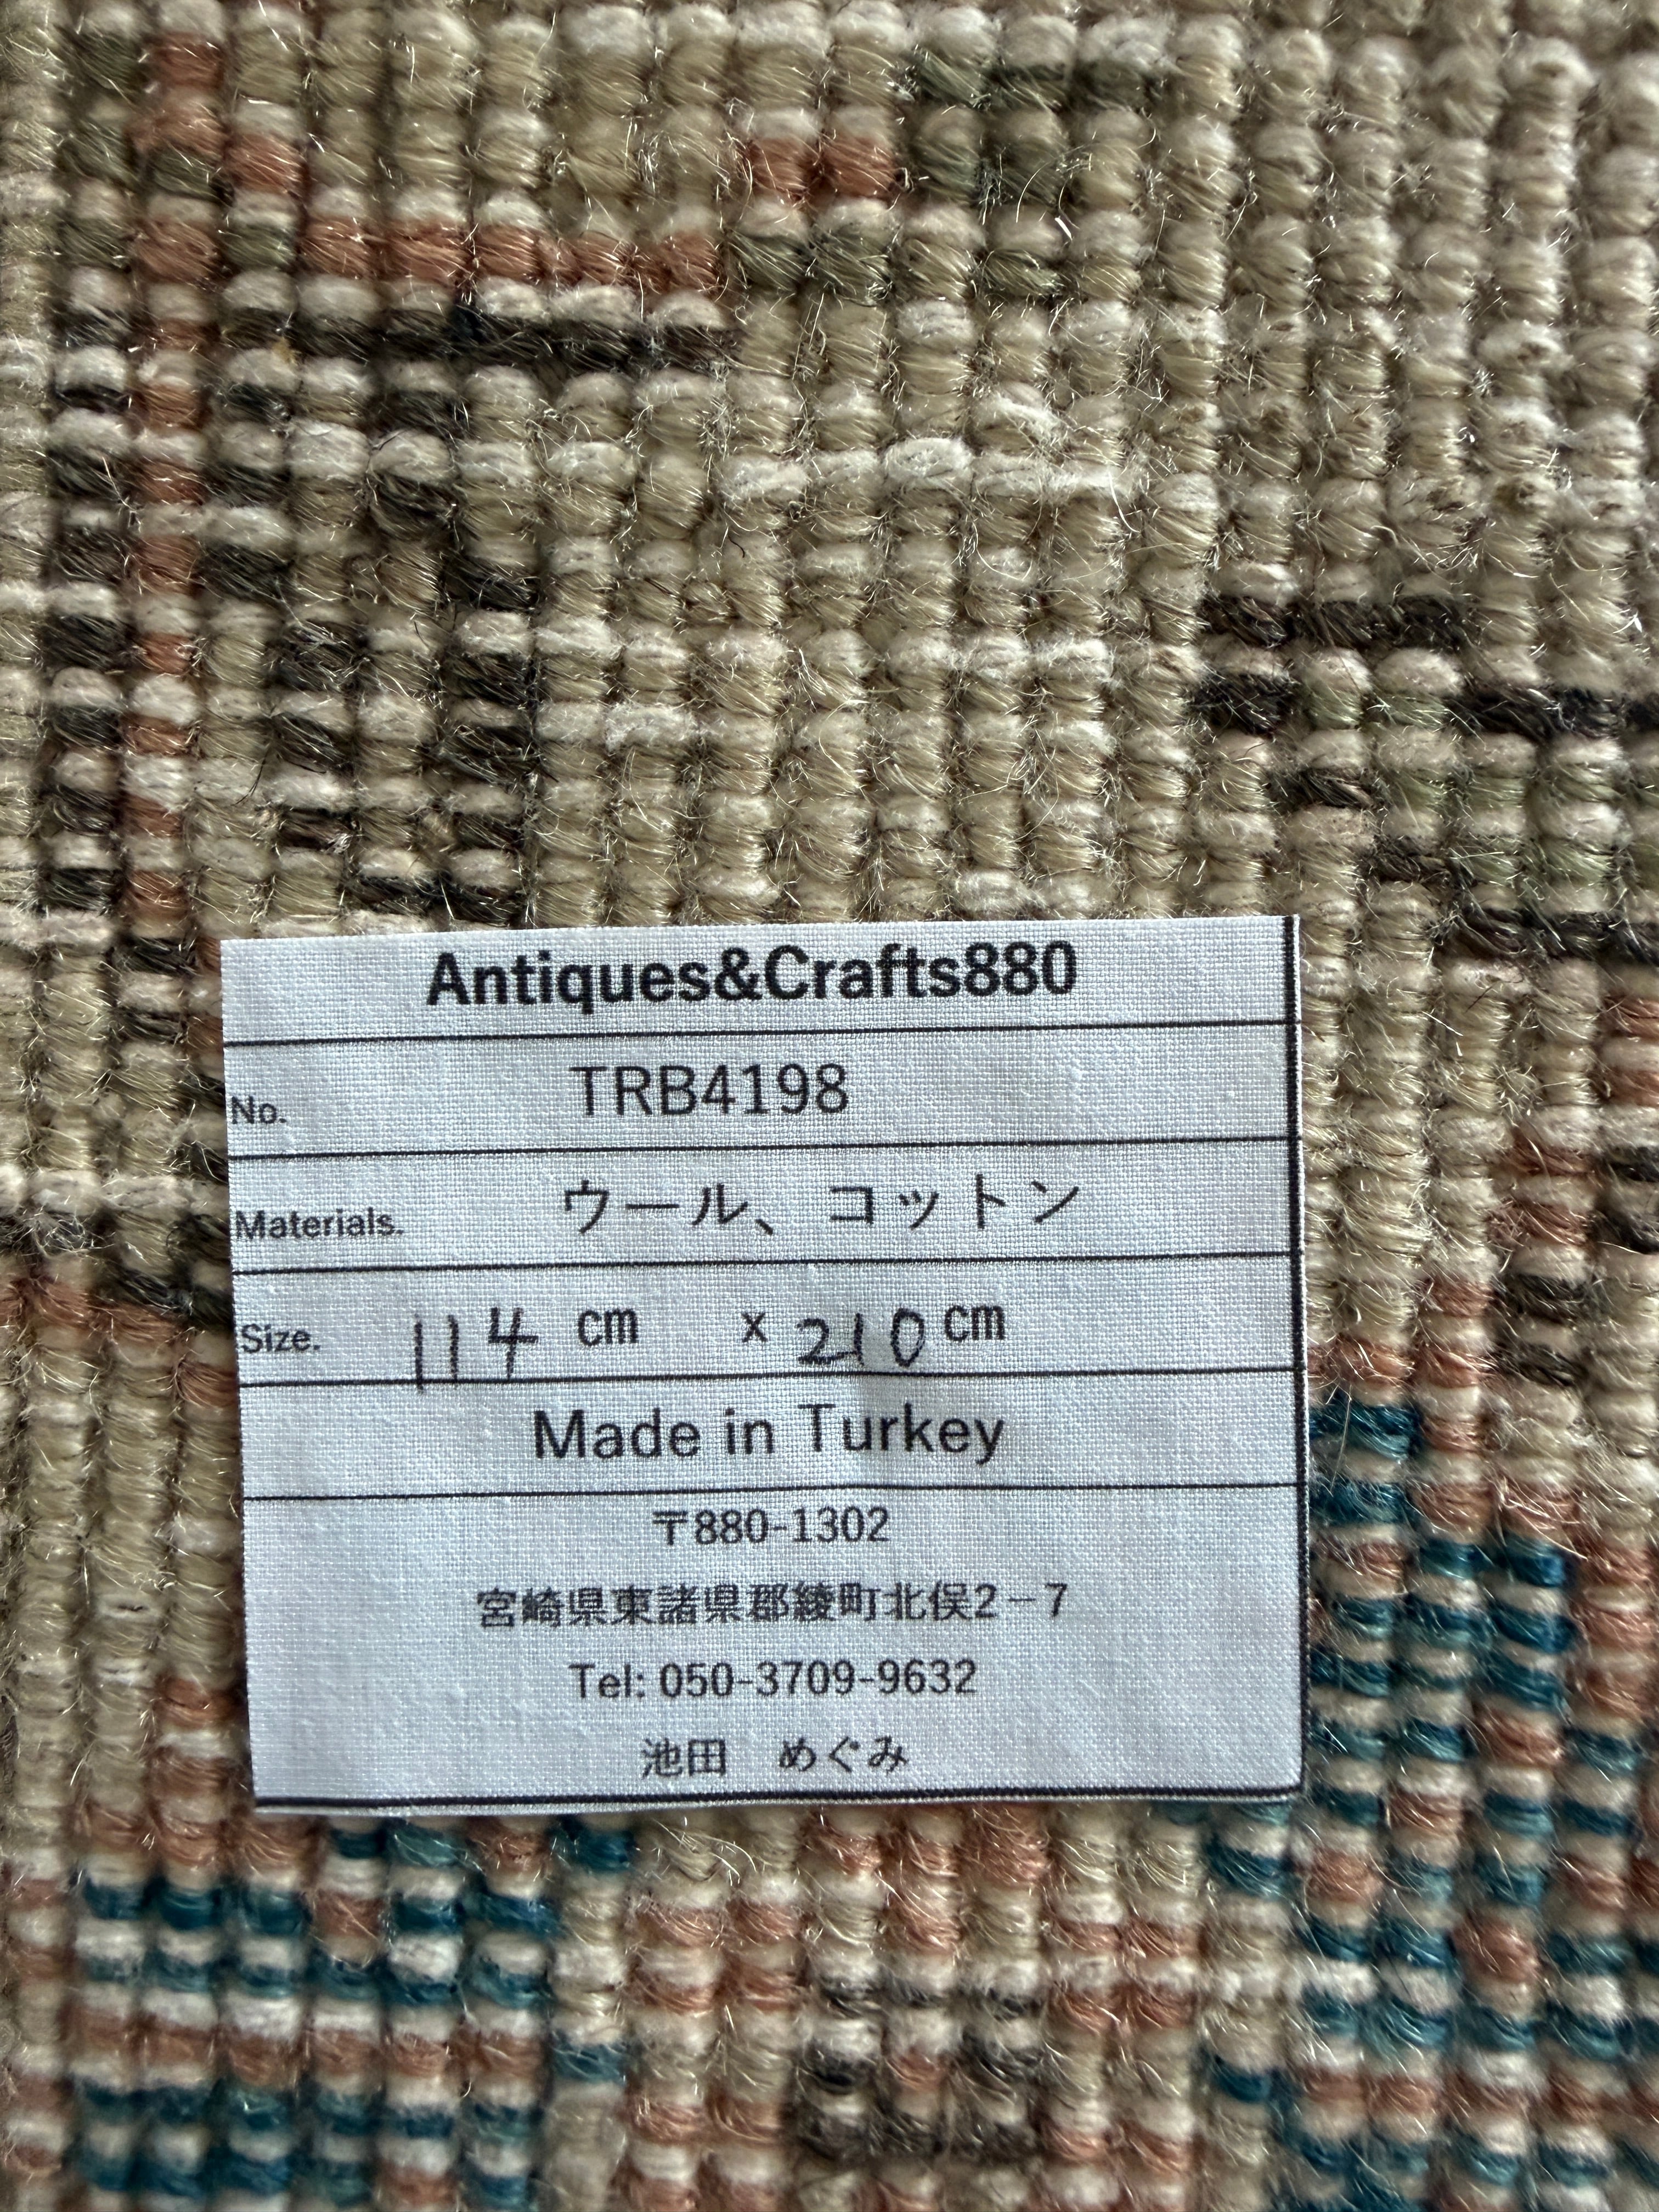 Antiques&Crafts880
No. TRB4198
Materials. ウール、コットン
Size. 114 cm x 210 cm
Made in Turkey
〒880-1302
宮崎県東諸県郡綾町北俣2－7
Tel: 050-3709-9632
池田　めぐみ